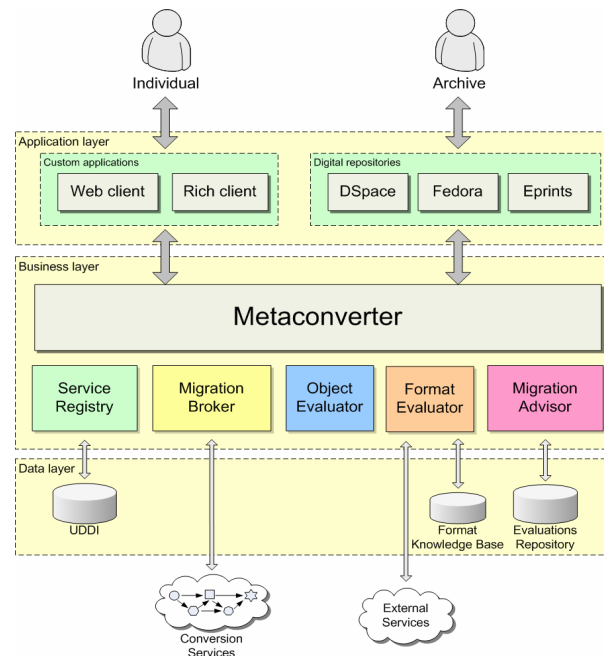 Individual
Archive
Application layer
Custom applications
Digital repositories
Web client
Rich client
DSpace
Fedora
Eprints
Business layer
Metaconverter
Service
Registry
Migration
Broker
Object
Evaluator
Format
Evaluator
Migration
Advisor
Data layer
UDDI
Format
Knowledge Base
Evaluations
Repository
Conversion
Services
External
Services